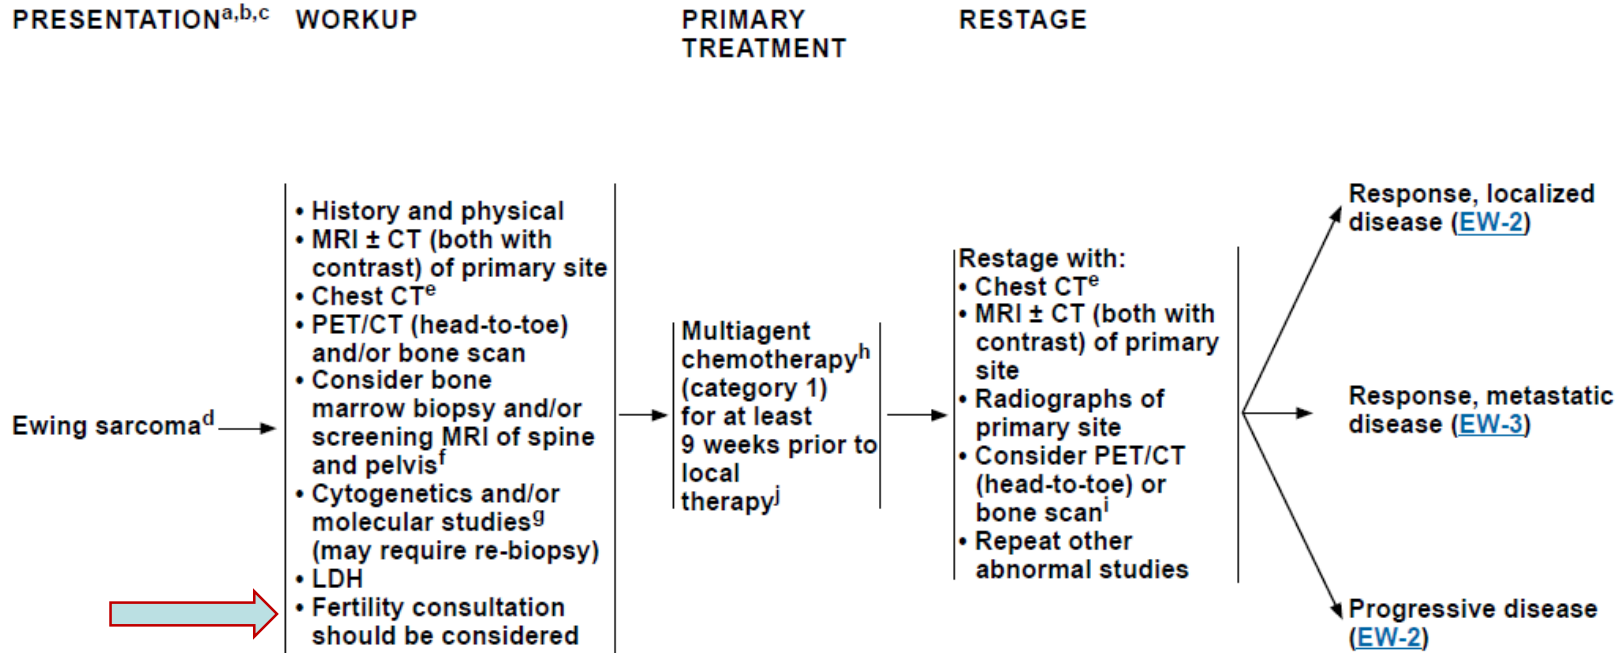 PRESENTATIONa,b,c WORKUP PRIMARY TREATMENT RESTAGE
Ewing sarcomad
• History and physical
• MRI ± CT (both with
contrast) of primary site
• Chest CTe
• PET/CT (head-to-toe)
and/or bone scan
• Consider bone
marrow biopsy and/or
screening MRI of spine
and pelvisf
• Cytogenetics and/or
molecular studiesg
(may require re-biopsy)
• LDH
• Fertility consultation
should be considered
Multiagent
chemotherapyh
(category 1)
for at least
9 weeks prior to
local
therapyj
Restage with:
• Chest CTe
• MRI ± CT (both with
contrast) of primary
site
• Radiographs of
primary site
• Consider PET/CT
(head-to-toe) or
bone scani
• Repeat other
abnormal studies
Response, localized
disease (EW-2)
Response, metastatic
disease (EW-3)
Progressive disease
(EW-2)